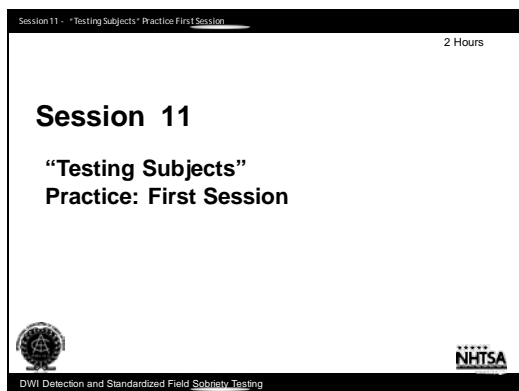 Session 11 - “Testing Subjects” Practice First Session
2 Hours
Session 11
“Testing Subjects”
Practice: First Session
NHTSA
DWI Detection and Standardized Field Sobriety Testing